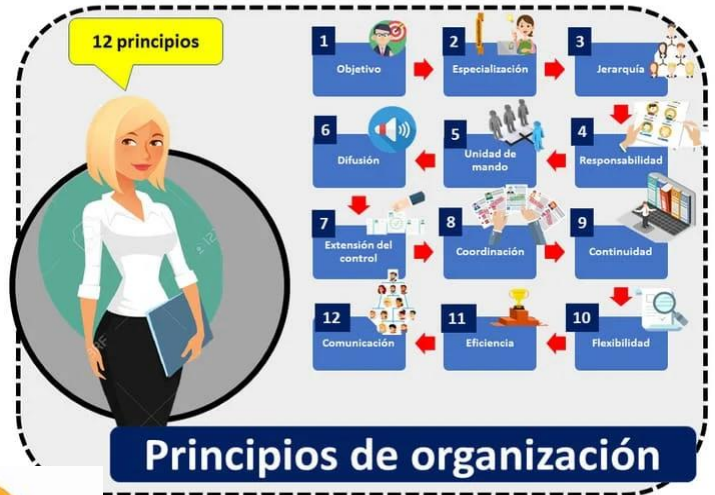 12 principios
1
Objetivo
2
Especialización
3
Jerarquía
4
Responsabilidad
5
Unidad de
mando
6
Difusión
7
Extensión del
control
8
Coordinación
9
Continuidad
10
Flexibilidad
11
Eficiencia
12
Comunicación
Principios de organización